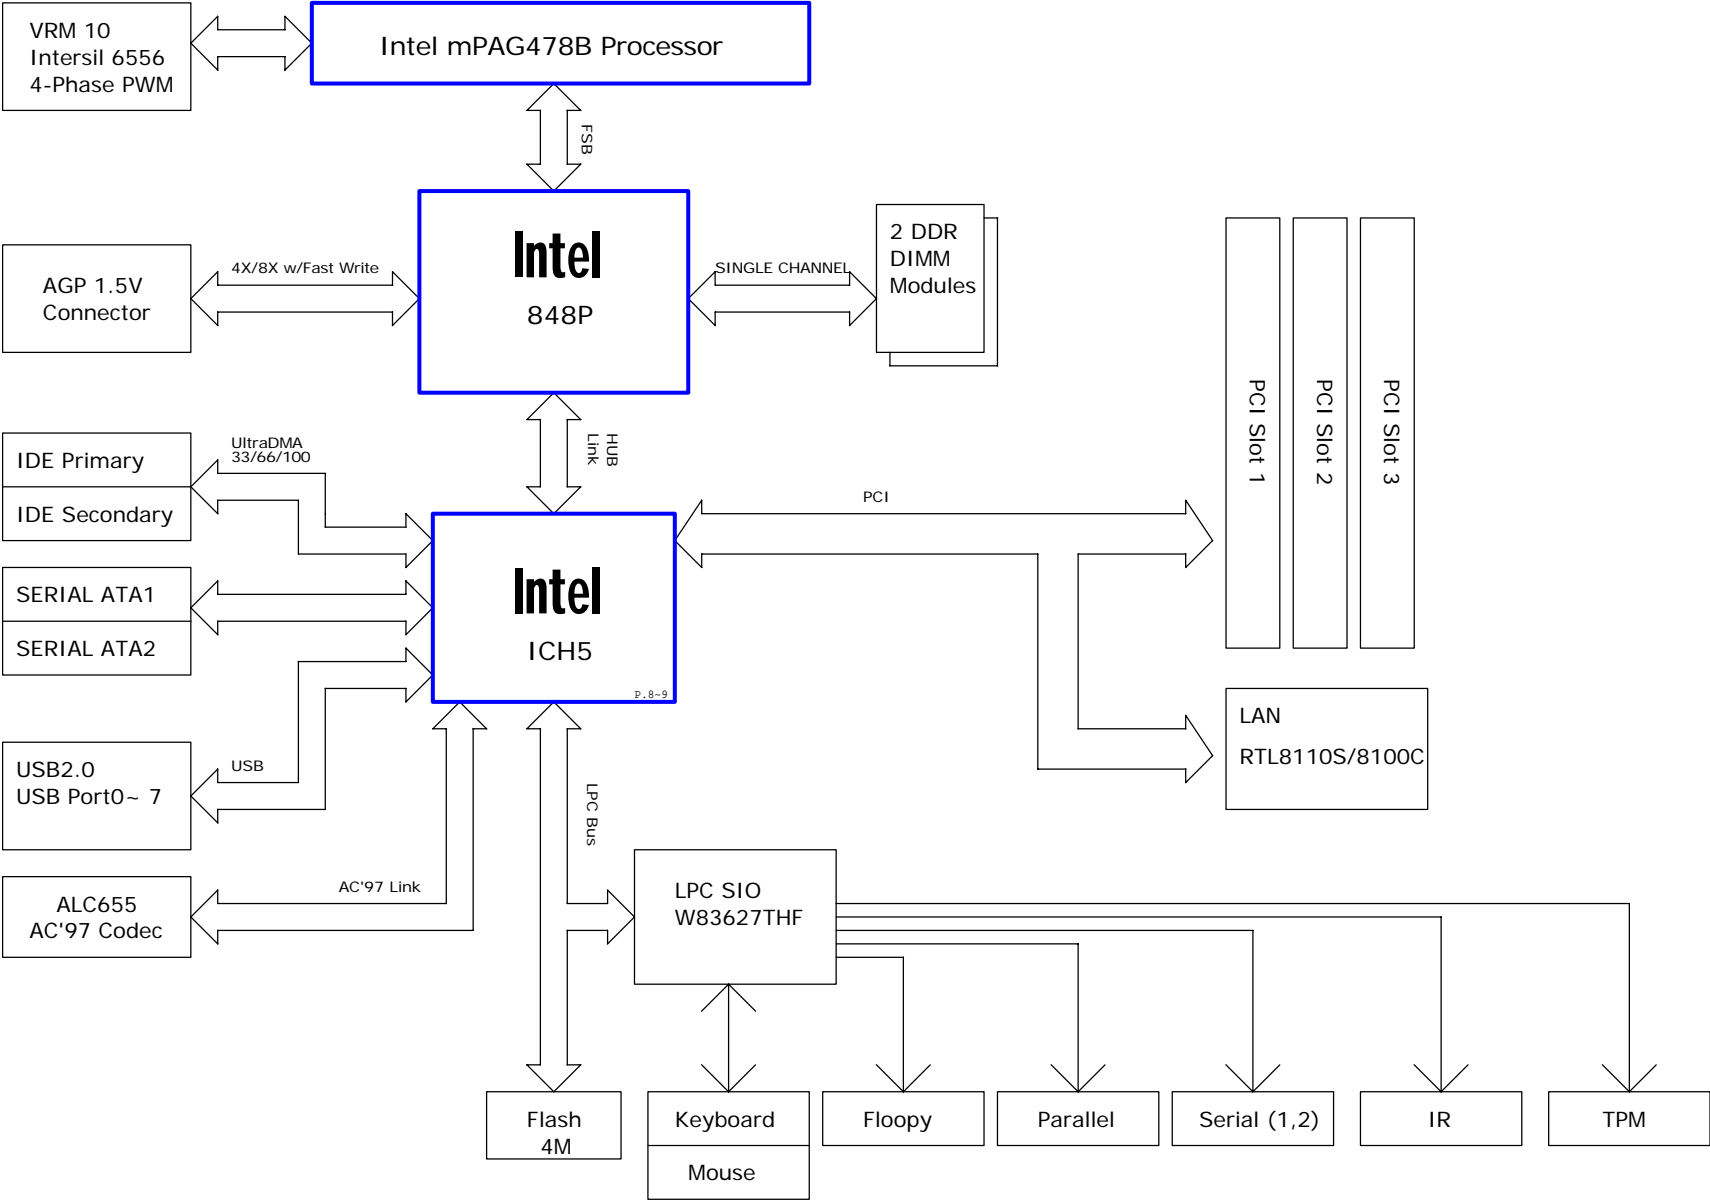 VRM 10
Intersil 6556
4-Phase PWM
Intel mPAG478B Processor
FSB
Intel
848P
AGP 1.5V
Connector
4X/8X w/Fast Write
SINGLE CHANNEL
2 DDR
DIMM
Modules
PCI Slot 1
PCI Slot 2
PCI Slot 3
HUB
Link
IDE Primary
IDE Secondary
UltraDMA
33/66/100
PCI
SERIAL ATA1
SERIAL ATA2
Intel
ICH5
P.8~9
LAN
RTL8110S/8100C
USB2.0
USB Port0~ 7
USB
LPC Bus
ALC655
AC'97 Codec
AC'97 Link
LPC SIO
W83627THF
Flash
4M
Keyboard
Mouse
Floopy
Parallel
Serial (1,2)
IR
TPM